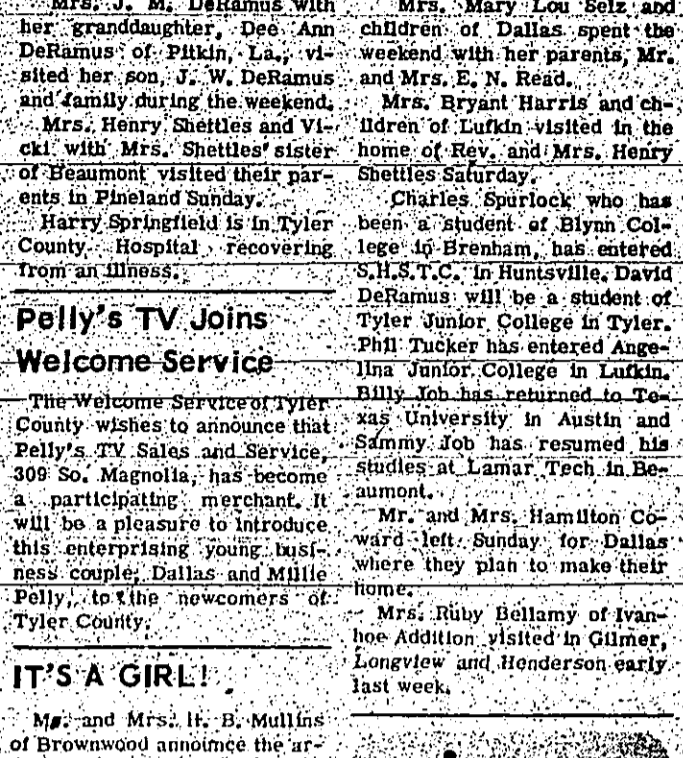 Mrs. J. M. DeRamus with
her granddaughter, Dee Ann
DeRamus of Pitkin, La., vi-
sited her son, J. W. DeRamus
and family during the weekend.
Mrs. Henry Shettles and Vi-
cki with Mrs. Shettles' sister
of Beaumont visited their par-
ents in Pineland Sunday.
Harry Springfield is in Tyler
County Hospital recovering
from an illness.
Pelly's TV Joins
Welcome Service
The Welcome Service of Tyler
County wishes to announce that
Pelly's TV Sales and Service,
309 So. Magnolia, has become
a participating merchant. It
will be a pleasure to introduce
this enterprising young busi-
ness couple, Dallas and Millie
Pelly, to the newcomers of
Tyler County.
IT'S A GIRL!
Mr. and Mrs. H. B. Mullins
of Brownwood announce the ar-
Mrs. Mary Lou Selz and
children of Dallas spent the
weekend with her parents, Mr.
and Mrs. E. N. Read.
Mrs. Bryant Harris and ch-
ildren of Lufkin visited in the
home of Rev. and Mrs. Henry
Shettles Saturday.
Charles Spurlock who has
been a student of Blynn Col-
lege in Brenham, has entered
S.H.S.T.C. in Huntsville. David
DeRamus will be a student of
Tyler Junior College in Tyler.
Phil Tucker has entered Ange-
lina Junior College in Lufkin.
Billy Job has returned to Te-
xas University in Austin and
Sammy Job has resumed his
studies at Lamar Tech in Be-
aumont.
Mr. and Mrs. Hamilton Co-
ward left Sunday for Dallas
where they plan to make their
home.
Mrs. Ruby Bellamy of Ivan-
hoe Addition visited in Gilmer,
Longview and Henderson early
last week.